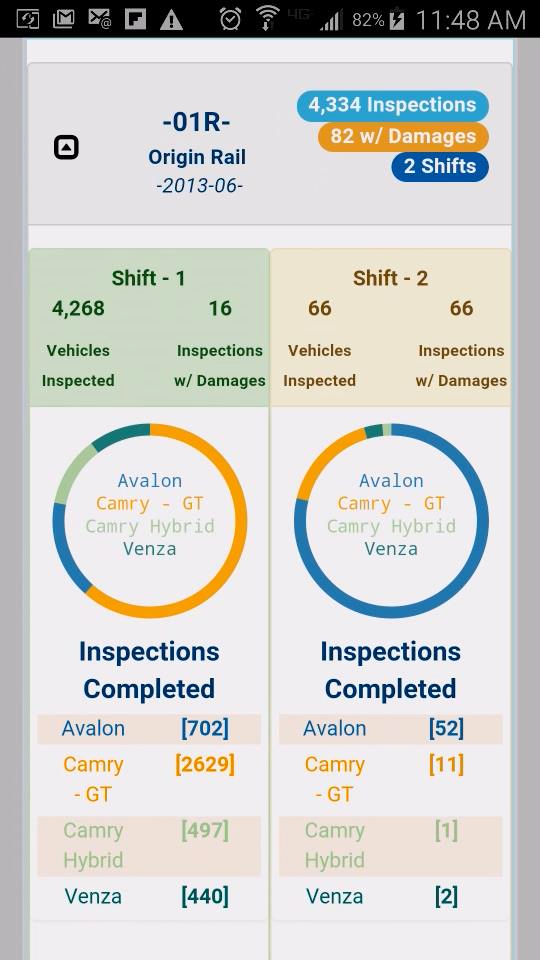 4G 82% 11:48 AM
-01R-
Origin Rail
-2013-06-
4,334 Inspections
82 w/ Damages
2 Shifts
Shift - 1
4,268 16
Vehicles Inspections
Inspected w/ Damages
Shift - 2
66 66
Vehicles Inspections
Inspected w/ Damages
Avalon
Camry - GT
Camry Hybrid
Venza
Avalon
Camry - GT
Camry Hybrid
Venza
Inspections
Completed
Avalon [702]
Camry [2629]
- GT
Camry [497]
Hybrid
Venza [440]
Inspections
Completed
Avalon [52]
Camry [11]
- GT
Camry [1]
Hybrid
Venza [2]